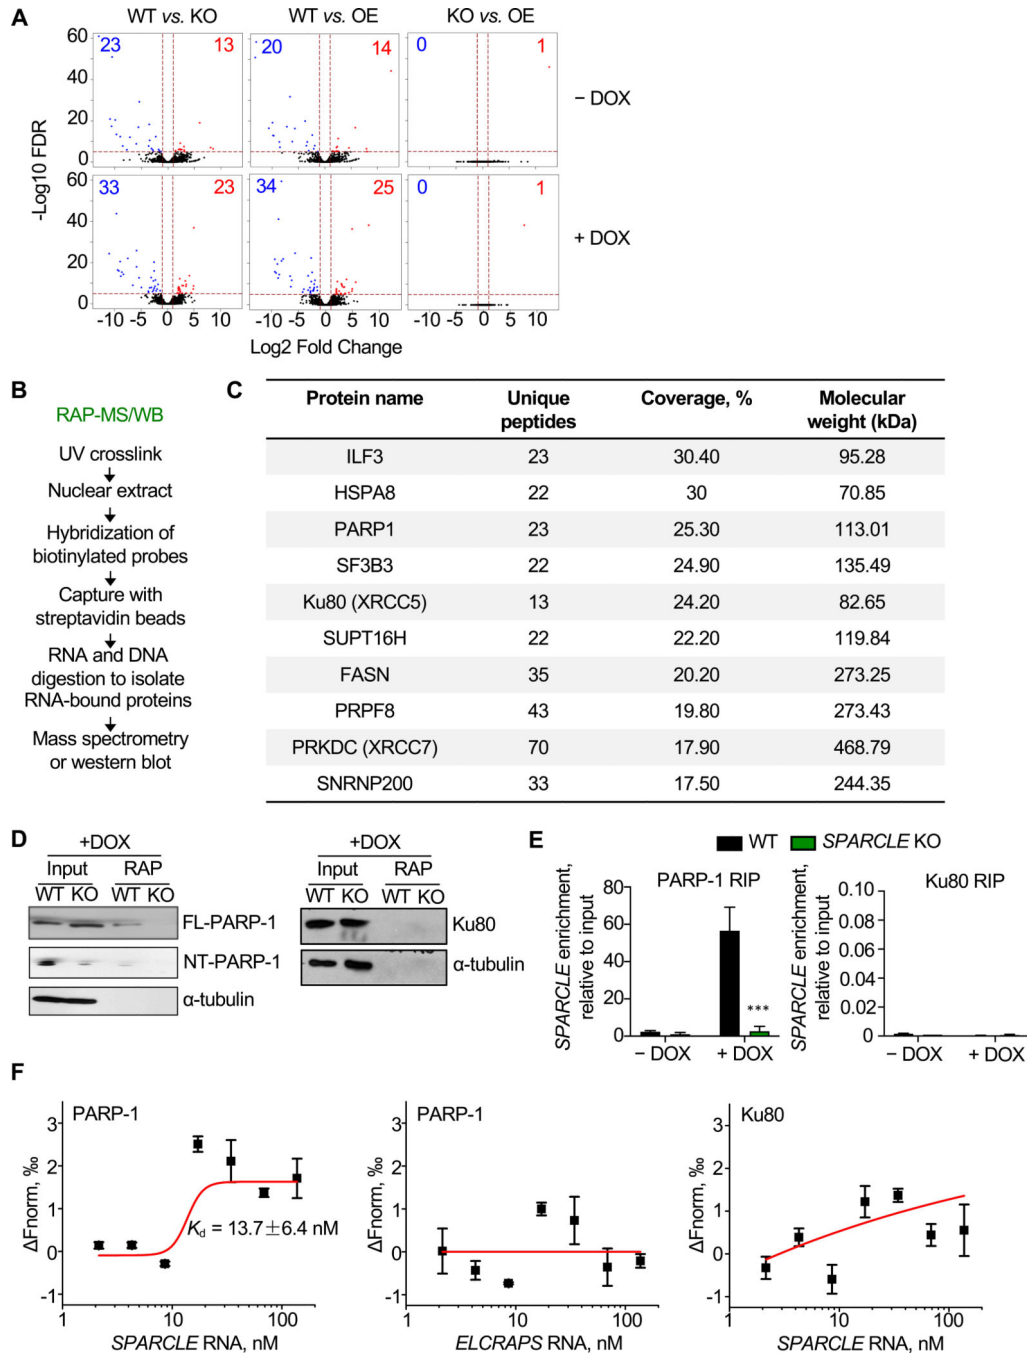 A
WT vs. KO
WT vs. OE
KO vs. OE
-Log10 FDR
60
40
20
0
23
13
20
14
0
1
– DOX
60
40
20
0
33
23
34
25
0
1
+ DOX
-10 -5 0 5 10
-10 -5 0 5 10
-10 -5 0 5 10
Log2 Fold Change
B
RAP-MS/WB
UV crosslink
Nuclear extract
Hybridization of
biotinylated probes
Capture with
streptavidin beads
RNA and DNA
digestion to isolate
RNA-bound proteins
Mass spectrometry
or western blot
C
Protein name Unique peptides Coverage, % Molecular weight (kDa)
ILF3 23 30.40 95.28
HSPA8 22 30 70.85
PARP1 23 25.30 113.01
SF3B3 22 24.90 135.49
Ku80 (XRCC5) 13 24.20 82.65
SUPT16H 22 22.20 119.84
FASN 35 20.20 273.25
PRPF8 43 19.80 273.43
PRKDC (XRCC7) 70 17.90 468.79
SNRNP200 33 17.50 244.35
D
+DOX
Input RAP
WT KO WT KO
FL-PARP-1
NT-PARP-1
α-tubulin
+DOX
Input RAP
WT KO WT KO
Ku80
α-tubulin
E
WT
SPARCLE KO
PARP-1 RIP
SPARCLE enrichment,
relative to input
80
60
40
20
0
***
– DOX + DOX
Ku80 RIP
SPARCLE enrichment,
relative to input
0.10
0.08
0.06
0.04
0.02
0
– DOX + DOX
F
PARP-1
ΔFnorm, ‰
3
2
1
0
-1
Kd = 13.7±6.4 nM
1 10 100
SPARCLE RNA, nM
PARP-1
ΔFnorm, ‰
3
2
1
0
-1
1 10 100
ELCRAPS RNA, nM
Ku80
ΔFnorm, ‰
3
2
1
0
-1
1 10 100
SPARCLE RNA, nM